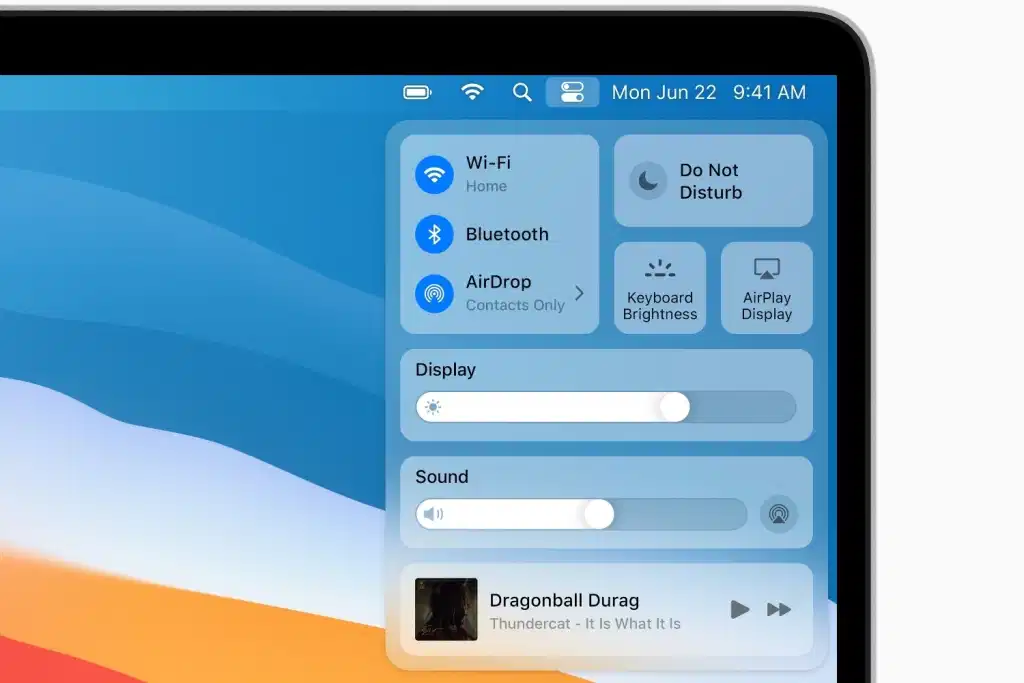 Mon Jun 22 9:41 AM
Wi-Fi
Home
Bluetooth
AirDrop
Contacts Only
Do Not
Disturb
Keyboard
Brightness
AirPlay
Display
Display
Sound
Dragonball Durag
Thundercat - It Is What It Is